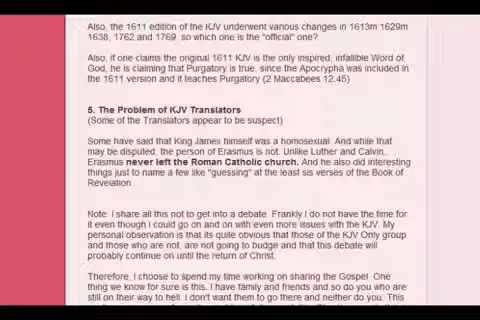 Also, the 1611 edition of the KJV underwent various changes in 1613m 1629m
1638, 1762 and 1769 so which one is the "official" one?
Also, if one claims the original 1611 KJV is the only inspired, infallible Word of
God, he is claiming that Purgatory is true. since the Apocrypha was included in
the 1611 version and it teaches Purgatory (2 Maccabees 12.45)
5. The Problem of KJV Translators
(Some of the Translators appear to be suspect)
Some have said that King James himself was a homosexual. And while that
may be disputed, the person of Erasmus is not. Unlike Luther and Calvin,
Erasmus never left the Roman Catholic church. And he also did interesting
things just to name a few like "guessing" at the least sis verses of the Book of
Revelation
Note: I share all this not to get into a debate. Frankly I do not have the time for
it even though I could go on and on with even more issues with the KJV. My
personal observation is that its quite obvious that those of the KJV Only group
and those who are not, are not going to budge and that this debate will
probably continue on until the return of Christ.
Therefore, I choose to spend my time working on sharing the Gospel. One
thing we know for sure is this. I have family and friends and so do you who are
still on their way to hell. I don't want them to go there and neither do you. This